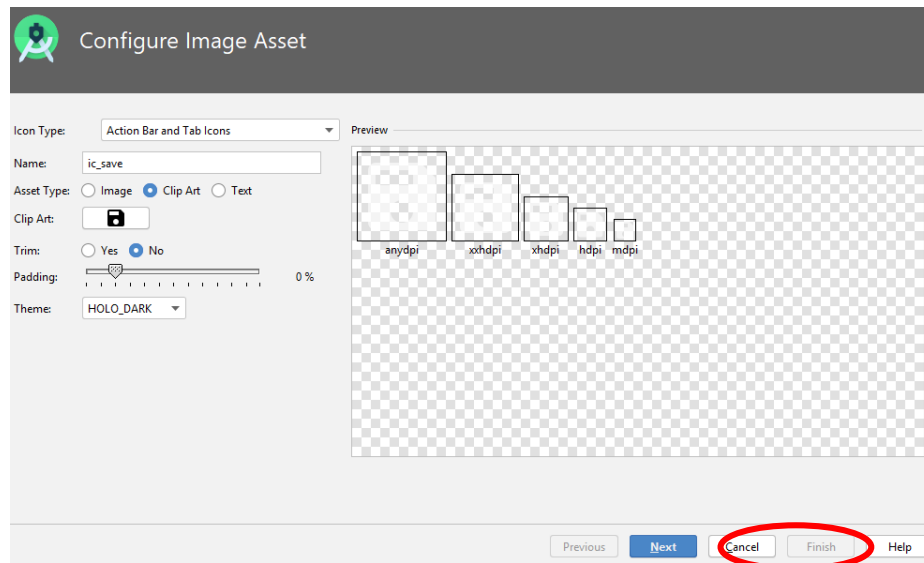 Configure Image Asset
Icon Type: Action Bar and Tab Icons
Name: ic_save
Asset Type: Image Clip Art Text
Clip Art:
Trim: Yes No
Padding: 0 %
Theme: HOLO_DARK
Preview
anydpi xxhdpi xhdpi hdpi mdpi
Previous Next Cancel Finish Help